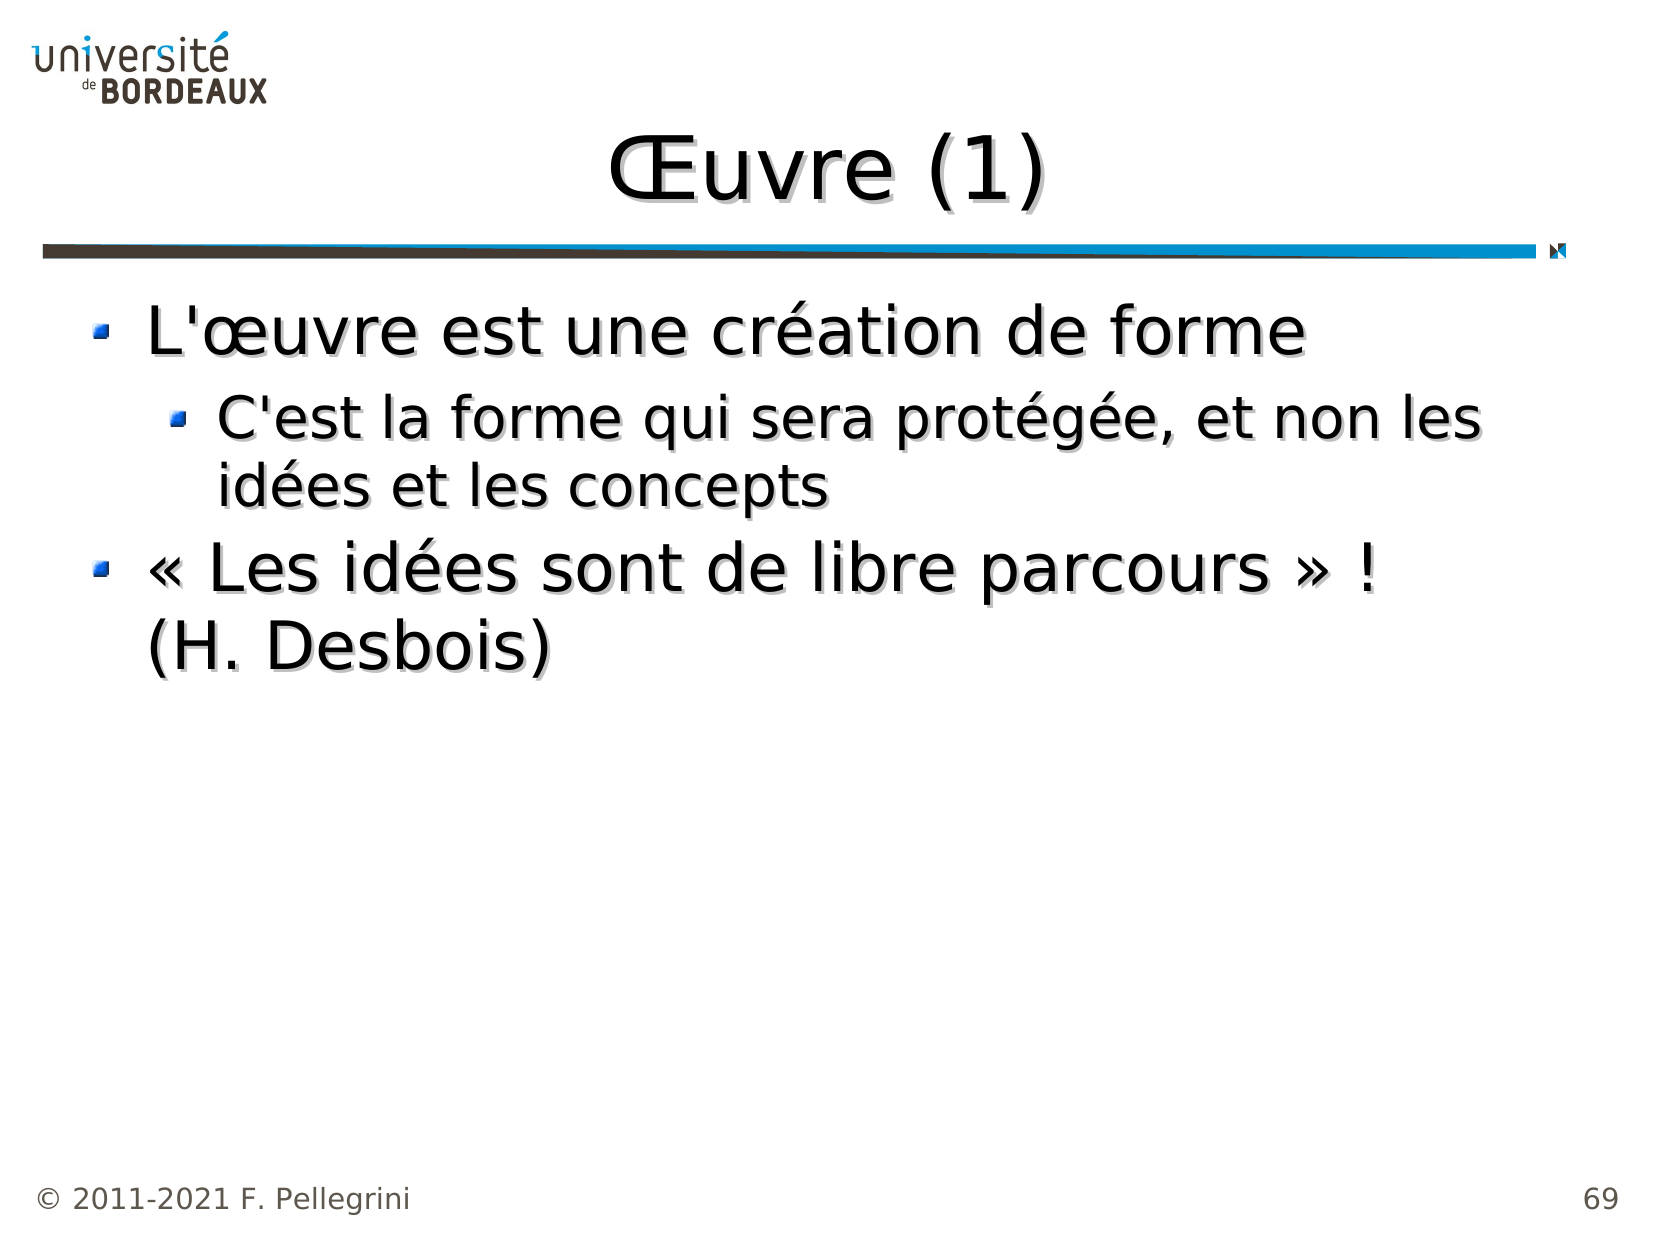 université
de BORDEAUX
Œuvre (1)
L'œuvre est une création de forme
C'est la forme qui sera protégée, et non les
idées et les concepts
« Les idées sont de libre parcours » !
(H. Desbois)
© 2011-2021 F. Pellegrini
69